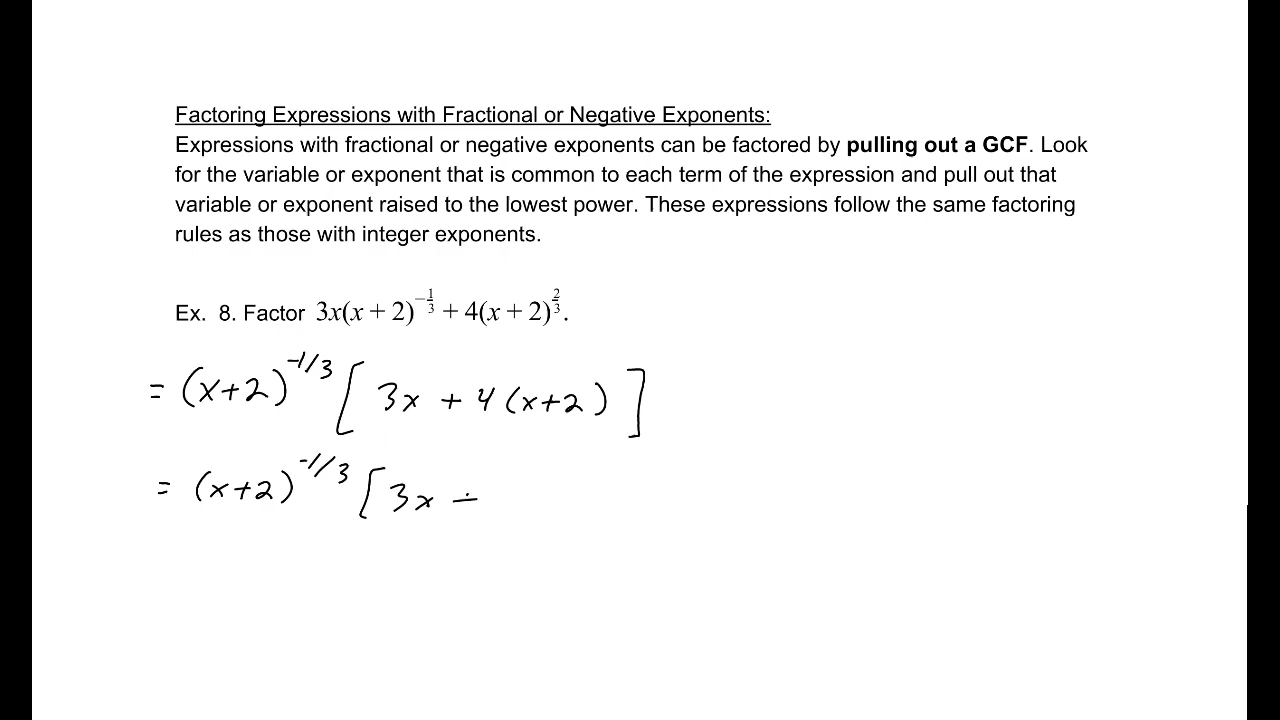 Factoring Expressions with Fractional or Negative Exponents:
Expressions with fractional or negative exponents can be factored by pulling out a GCF. Look
for the variable or exponent that is common to each term of the expression and pull out that
variable or exponent raised to the lowest power. These expressions follow the same factoring
rules as those with integer exponents.
Ex. 8. Factor 3x(x + 2)^{-1/3} + 4(x + 2)^{2/3}.
= (x+2)^{-1/3} [ 3x + 4 (x+2) ]
= (x+2)^{-1/3} [ 3x